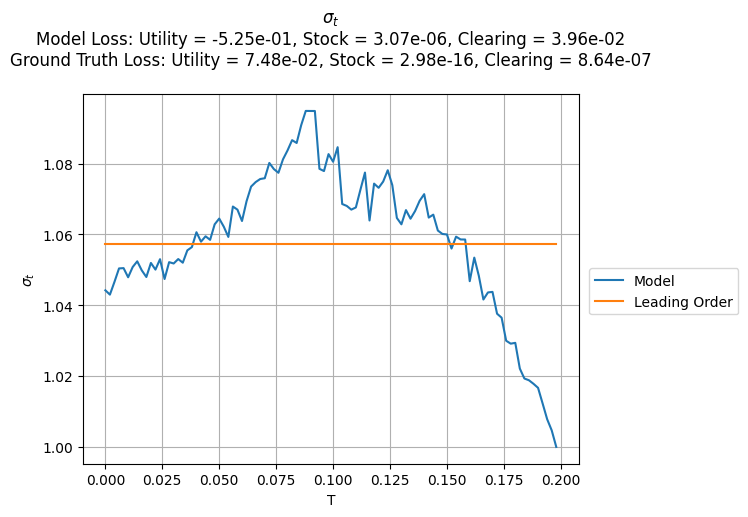 σₜ
Model Loss: Utility = -5.25e-01, Stock = 3.07e-06, Clearing = 3.96e-02
Ground Truth Loss: Utility = 7.48e-02, Stock = 2.98e-16, Clearing = 8.64e-07
1.08
1.06
1.04
1.02
1.00
σₜ
0.000 0.025 0.050 0.075 0.100 0.125 0.150 0.175 0.200
T
Model
Leading Order